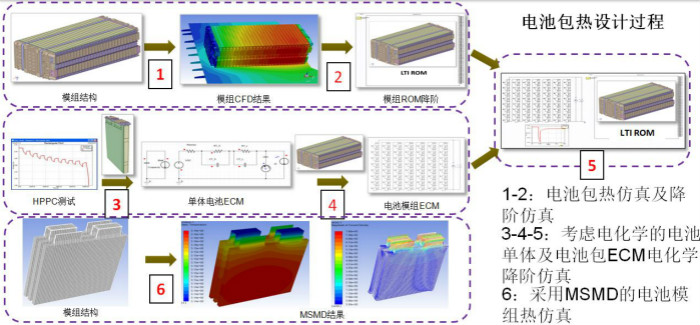 电池包热设计过程
1
2
LTI ROM
模组结构
模组CFD结果
模组ROM降阶
LTI ROM
5
HPPC测试
3
单体电池ECM
4
电池模组ECM
1-2：电池包热仿真及降
阶仿真
3-4-5：考虑电化学的电池
单体及电池包ECM电化学
降阶仿真
6：采用MSMD的电池模
组热仿真
6
模组结构
MSMD结果